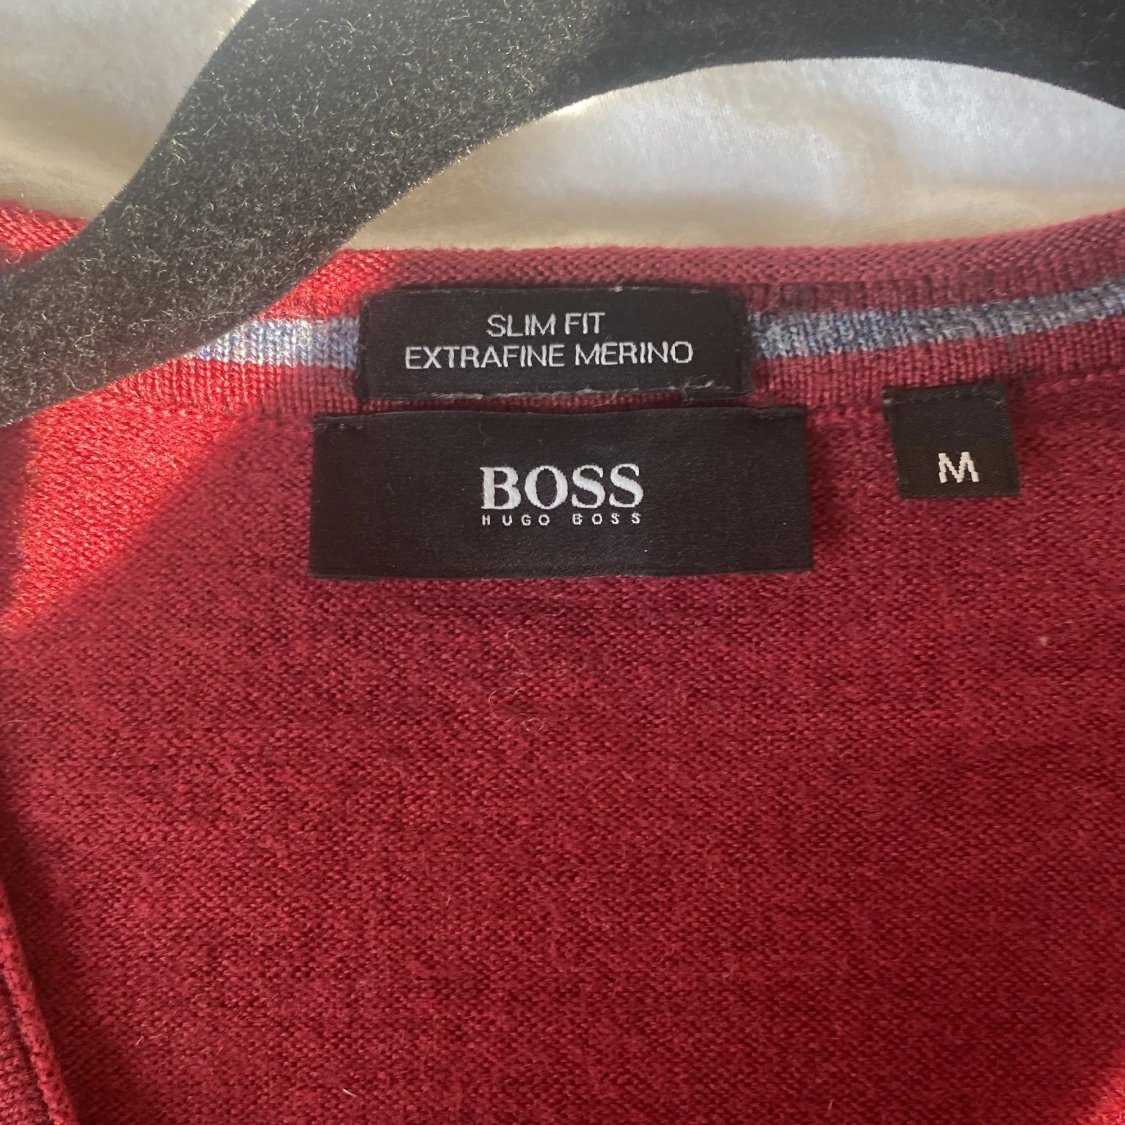 SLIM FIT
EXTRAFINE MERINO
BOSS
HUGO BOSS
M